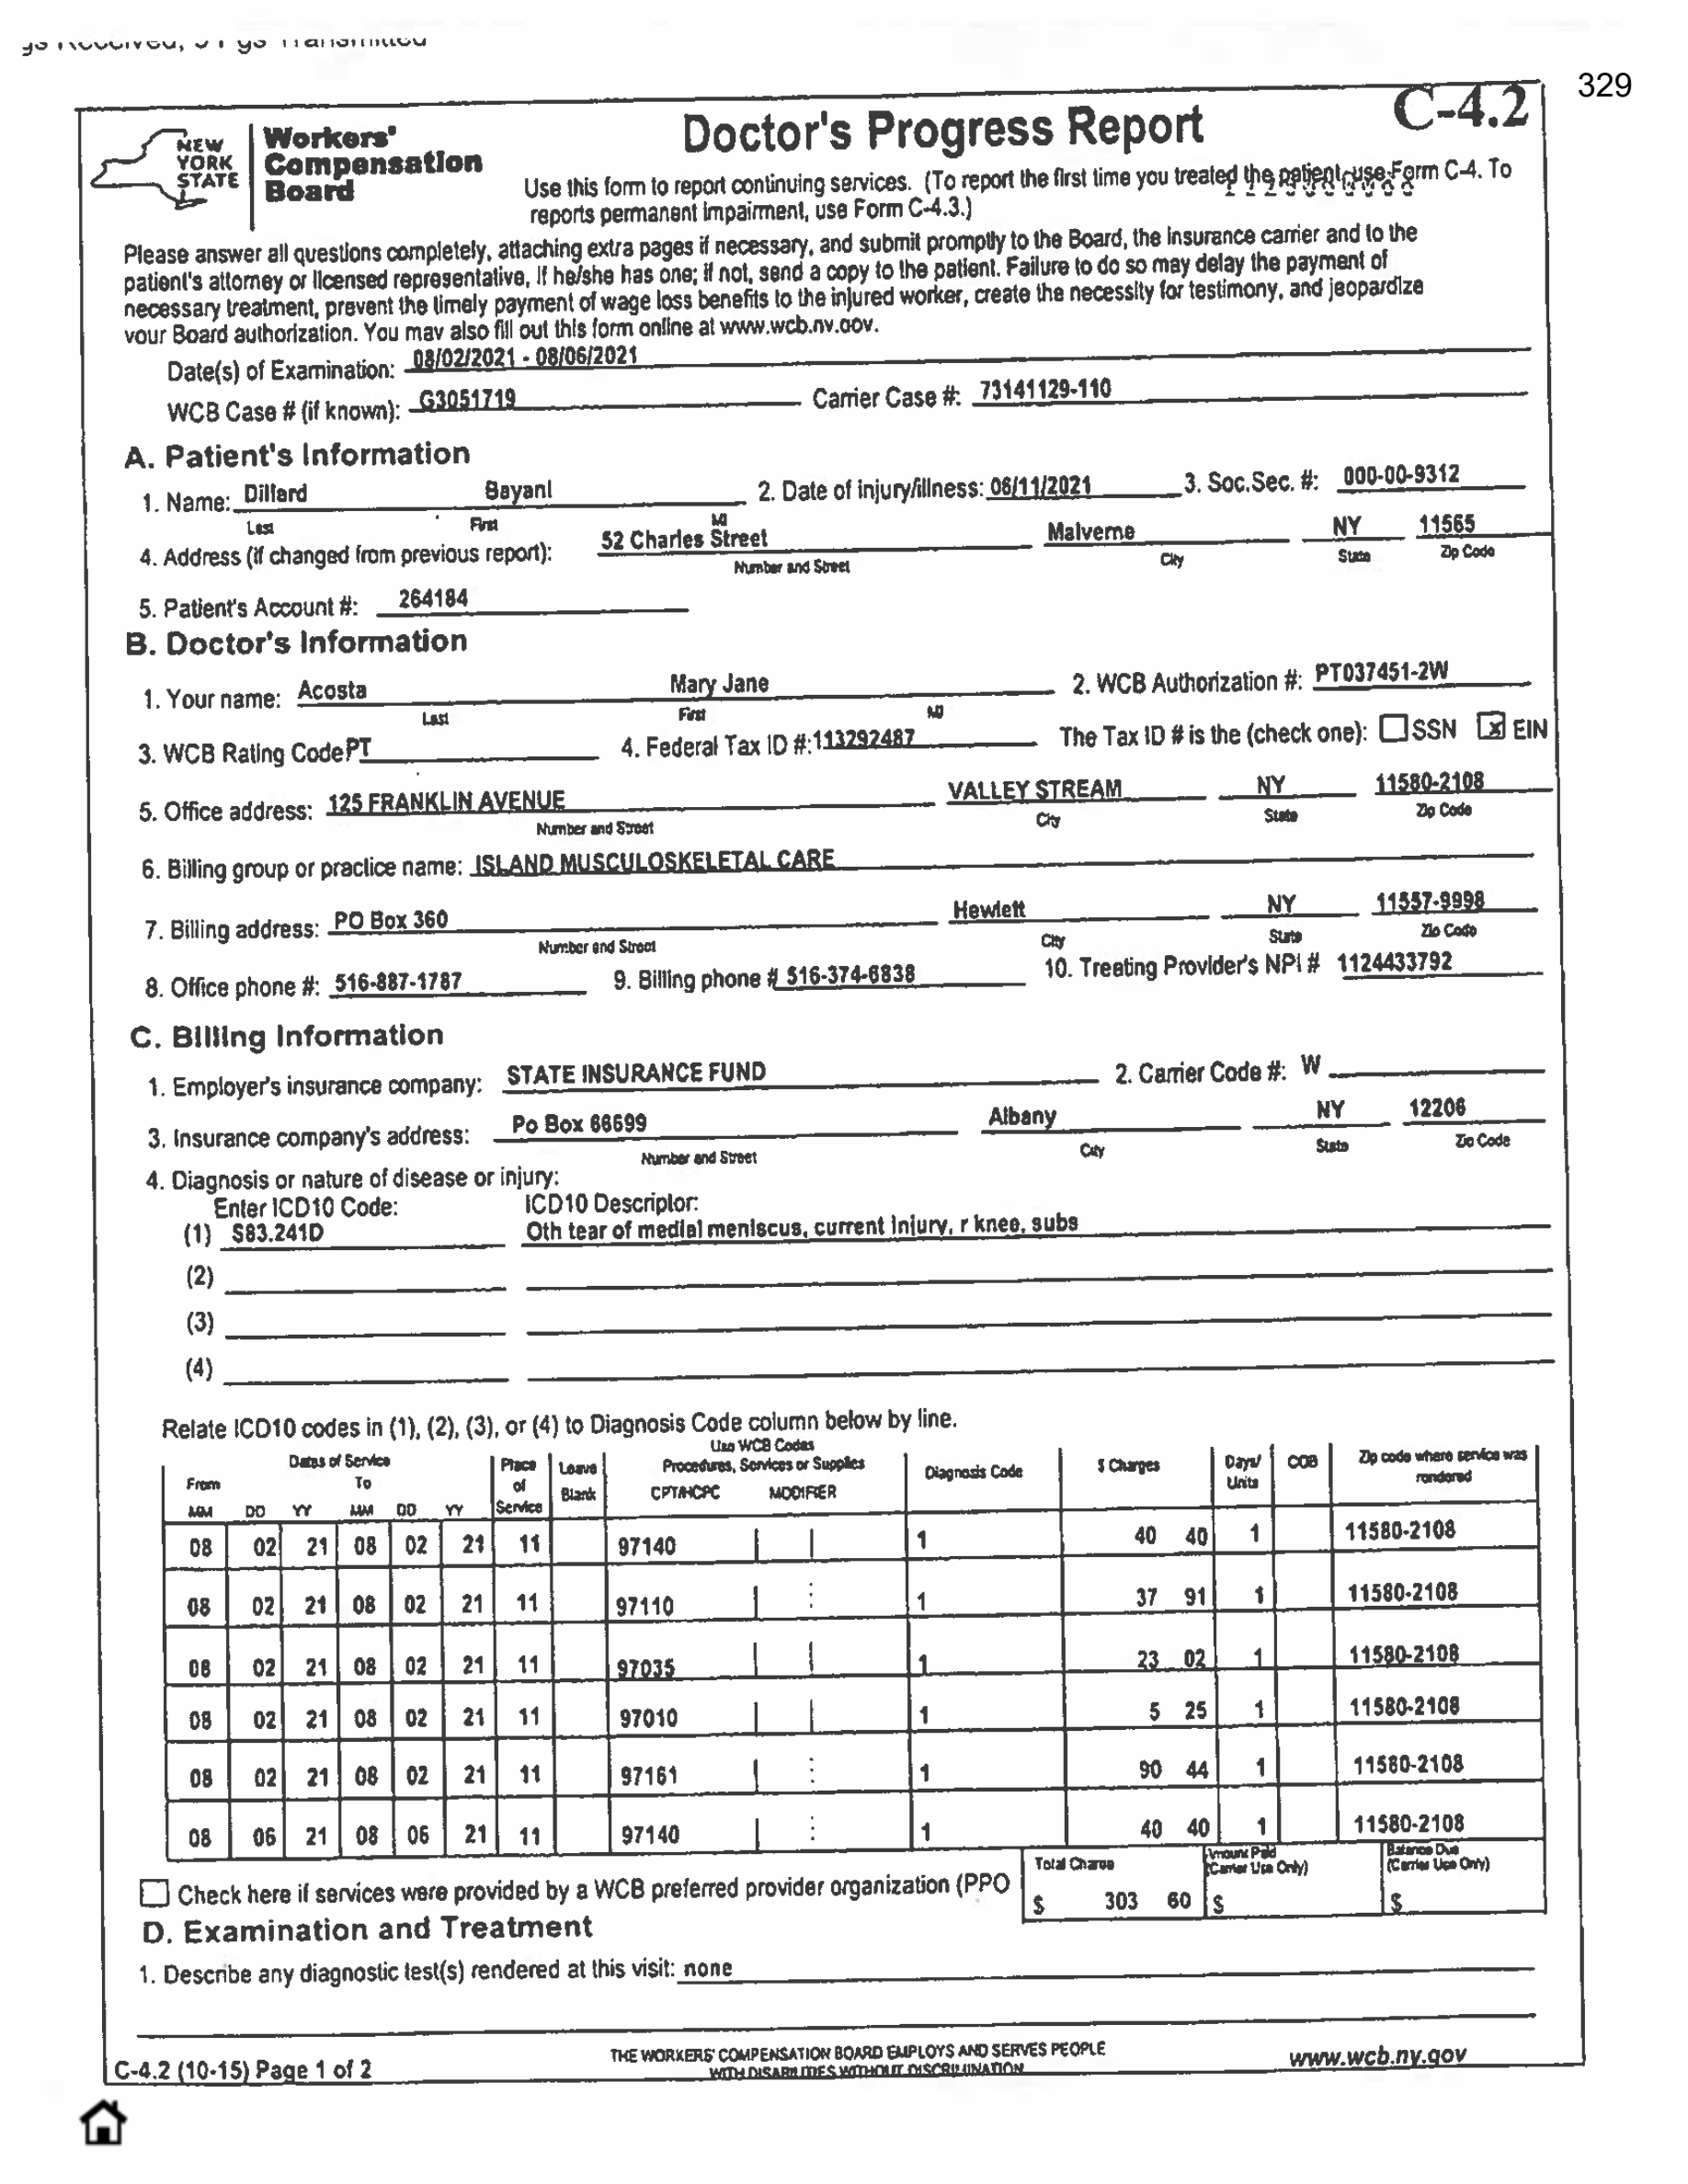 329
C-4.2
NEW YORK STATE
Workers' Compensation Board
Doctor's Progress Report
Use this form to report continuing services. (To report the first time you treated the patient, use Form C-4. To
reports permanent impairment, use Form C-4.3.)
Please answer all questions completely, attaching extra pages if necessary, and submit promptly to the Board, the insurance carrier and to the
patient's attorney or licensed representative, if he/she has one; if not, send a copy to the patient. Failure to do so may delay the payment of
necessary treatment, prevent the timely payment of wage loss benefits to the injured worker, create the necessity for testimony, and jeopardize
your Board authorization. You may also fill out this form online at www.wcb.ny.gov.
Date(s) of Examination: 08/02/2021 - 08/06/2021
WCB Case # (if known): G3051719 Carrier Case #: 73141129-110
A. Patient's Information
1. Name: Dillard Bayani 2. Date of injury/illness: 06/11/2021 3. Soc.Sec. #: 000-00-9312
Last First MI
4. Address (if changed from previous report): 52 Charles Street Malverne NY 11565
Number and Street City State Zip Code
5. Patient's Account #: 264184
B. Doctor's Information
1. Your name: Acosta Mary Jane 2. WCB Authorization #: PT037451-2W
Last First MI
3. WCB Rating Code PT 4. Federal Tax ID #: 113292487 The Tax ID # is the (check one): SSN x EIN
5. Office address: 125 FRANKLIN AVENUE VALLEY STREAM NY 11580-2108
Number and Street City State Zip Code
6. Billing group or practice name: ISLAND MUSCULOSKELETAL CARE
7. Billing address: PO Box 360 Hewlett NY 11557-9998
Number and Street City State Zip Code
8. Office phone #: 516-887-1787 9. Billing phone # 516-374-6838 10. Treating Provider's NPI # 1124433792
C. Billing Information
1. Employer's insurance company: STATE INSURANCE FUND 2. Carrier Code #: W
3. Insurance company's address: Po Box 66699 Albany NY 12206
Number and Street City State Zip Code
4. Diagnosis or nature of disease or injury:
Enter ICD10 Code: ICD10 Descriptor:
(1) S83.241D Oth tear of medial meniscus, current injury, r knee, subs
(2)
(3)
(4)
Relate ICD10 codes in (1), (2), (3), or (4) to Diagnosis Code column below by line.
Dates of Service Place of Service Leave Blank Use WCB Codes Procedures, Services or Supplies Diagnosis Code $ Charges Days/ Units COB Zip code where service was rendered
From To CPT/HCPC MODIFIER
MM DD YY MM DD YY
08 02 21 08 02 21 11 97140 1 40 40 1 11580-2108
08 02 21 08 02 21 11 97110 1 37 91 1 11580-2108
08 02 21 08 02 21 11 97035 1 23 02 1 11580-2108
08 02 21 08 02 21 11 97010 1 5 25 1 11580-2108
08 02 21 08 02 21 11 97161 1 90 44 1 11580-2108
08 06 21 08 06 21 11 97140 1 40 40 1 11580-2108
Check here if services were provided by a WCB preferred provider organization (PPO
Total Charge Amount Paid (Carrier Use Only) Balance Due (Carrier Use Only)
$ 303 60 $ $
D. Examination and Treatment
1. Describe any diagnostic test(s) rendered at this visit: none
THE WORKERS' COMPENSATION BOARD EMPLOYS AND SERVES PEOPLE
WITH DISABILITIES WITHOUT DISCRIMINATION
C-4.2 (10-15) Page 1 of 2 www.wcb.ny.gov